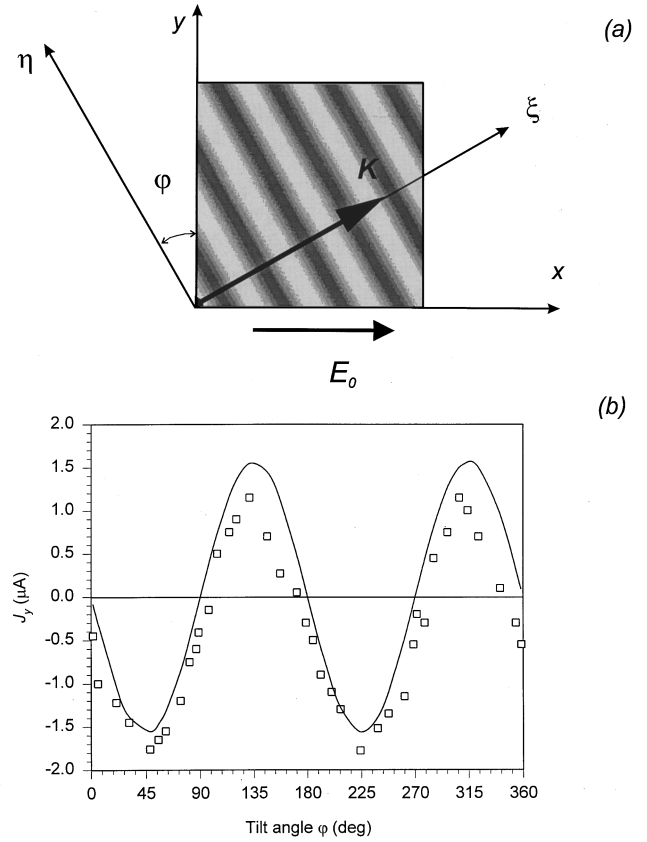 (a)
y
η
ξ
φ
K
x
E₀
(b)
2.0
1.5
1.0
0.5
0.0
-0.5
-1.0
-1.5
-2.0
J_y (μA)
0 45 90 135 180 225 270 315 360
Tilt angle φ (deg)